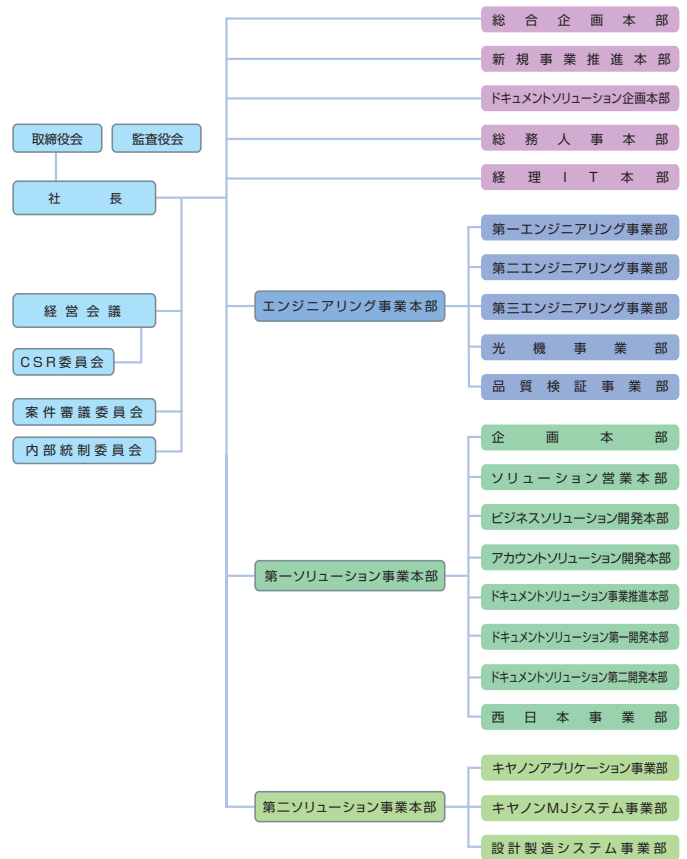 総合企画本部
新規事業推進本部
ドキュメントソリューション企画本部
総務人事本部
経理IT本部
取締役会
監査役会
社長
経営会議
CSR委員会
案件審議委員会
内部統制委員会
エンジニアリング事業本部
第一エンジニアリング事業部
第二エンジニアリング事業部
第三エンジニアリング事業部
光機事業部
品質検証事業部
第一ソリューション事業本部
企画本部
ソリューション営業本部
ビジネスソリューション開発本部
アカウントソリューション開発本部
ドキュメントソリューション事業推進本部
ドキュメントソリューション第一開発本部
ドキュメントソリューション第二開発本部
西日本事業部
第二ソリューション事業本部
キヤノンアプリケーション事業部
キヤノンMJシステム事業部
設計製造システム事業部